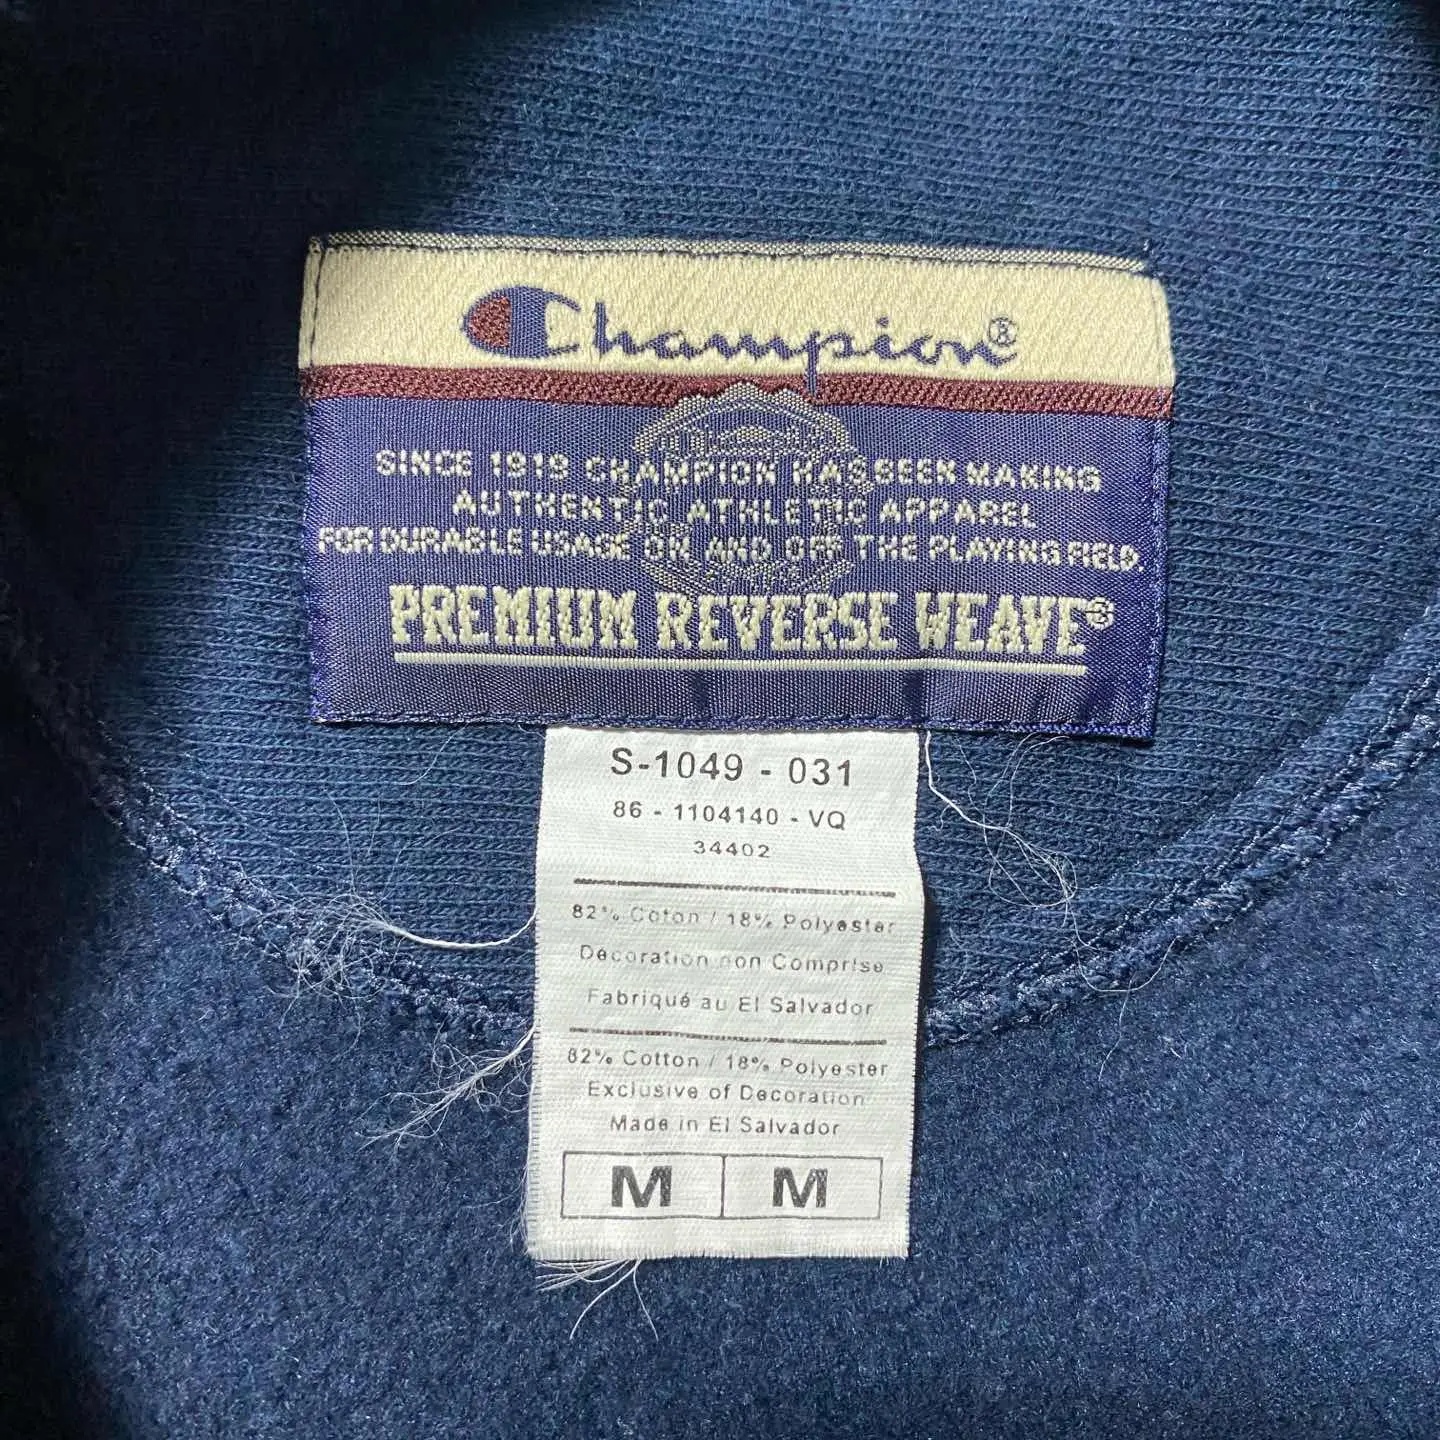 Champion®
SINCE 1919 CHAMPION HAS BEEN MAKING
AUTHENTIC ATHLETIC APPAREL
FOR DURABLE USAGE ON AND OFF THE PLAYING FIELD.
PREMIUM REVERSE WEAVE®
S-1049 - 031
86 - 1104140 - VQ
34402
82% Coton / 18% Polyester
Decoration non Comprise
Fabriqué au El Salvador
82% Cotton / 18% Polyester
Exclusive of Decoration
Made in El Salvador
M M